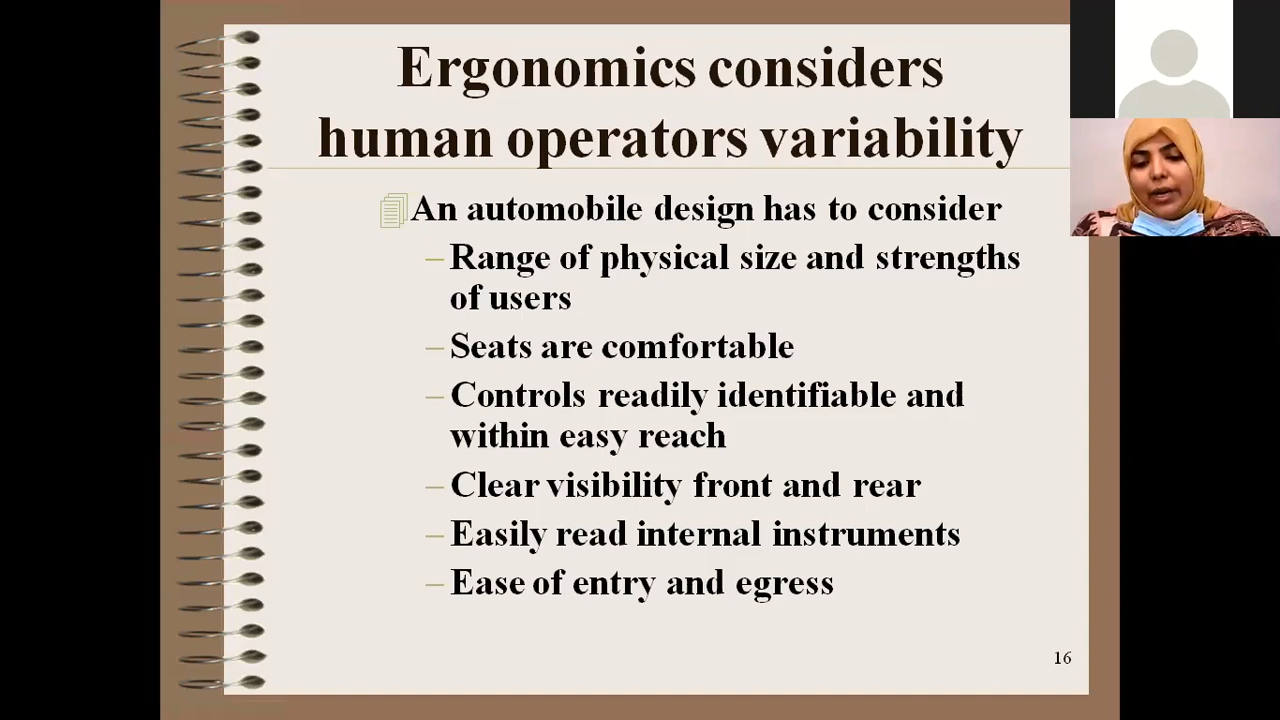 Ergonomics considers
human operators variability
An automobile design has to consider
–Range of physical size and strengths
of users
–Seats are comfortable
–Controls readily identifiable and
within easy reach
–Clear visibility front and rear
–Easily read internal instruments
–Ease of entry and egress
16